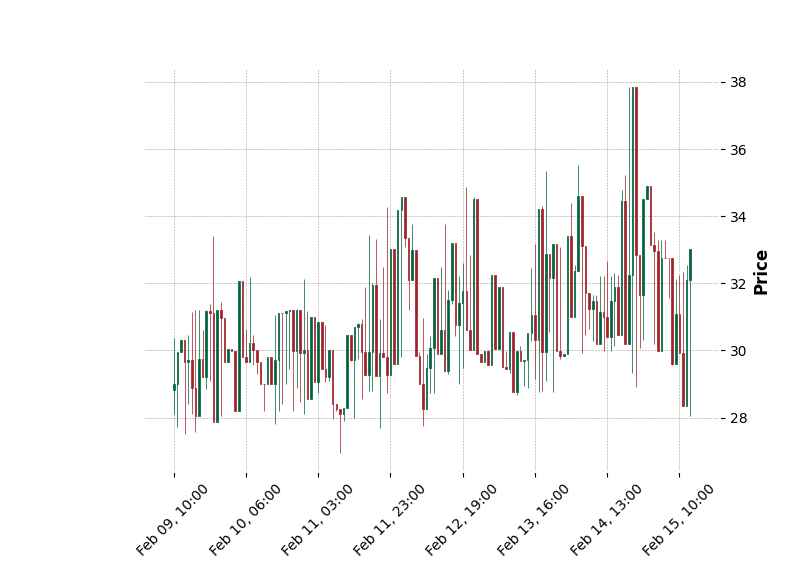 38
36
34
32
30
28
Price
Feb 09, 10:00
Feb 10, 06:00
Feb 11, 03:00
Feb 11, 23:00
Feb 12, 19:00
Feb 13, 16:00
Feb 14, 13:00
Feb 15, 10:00